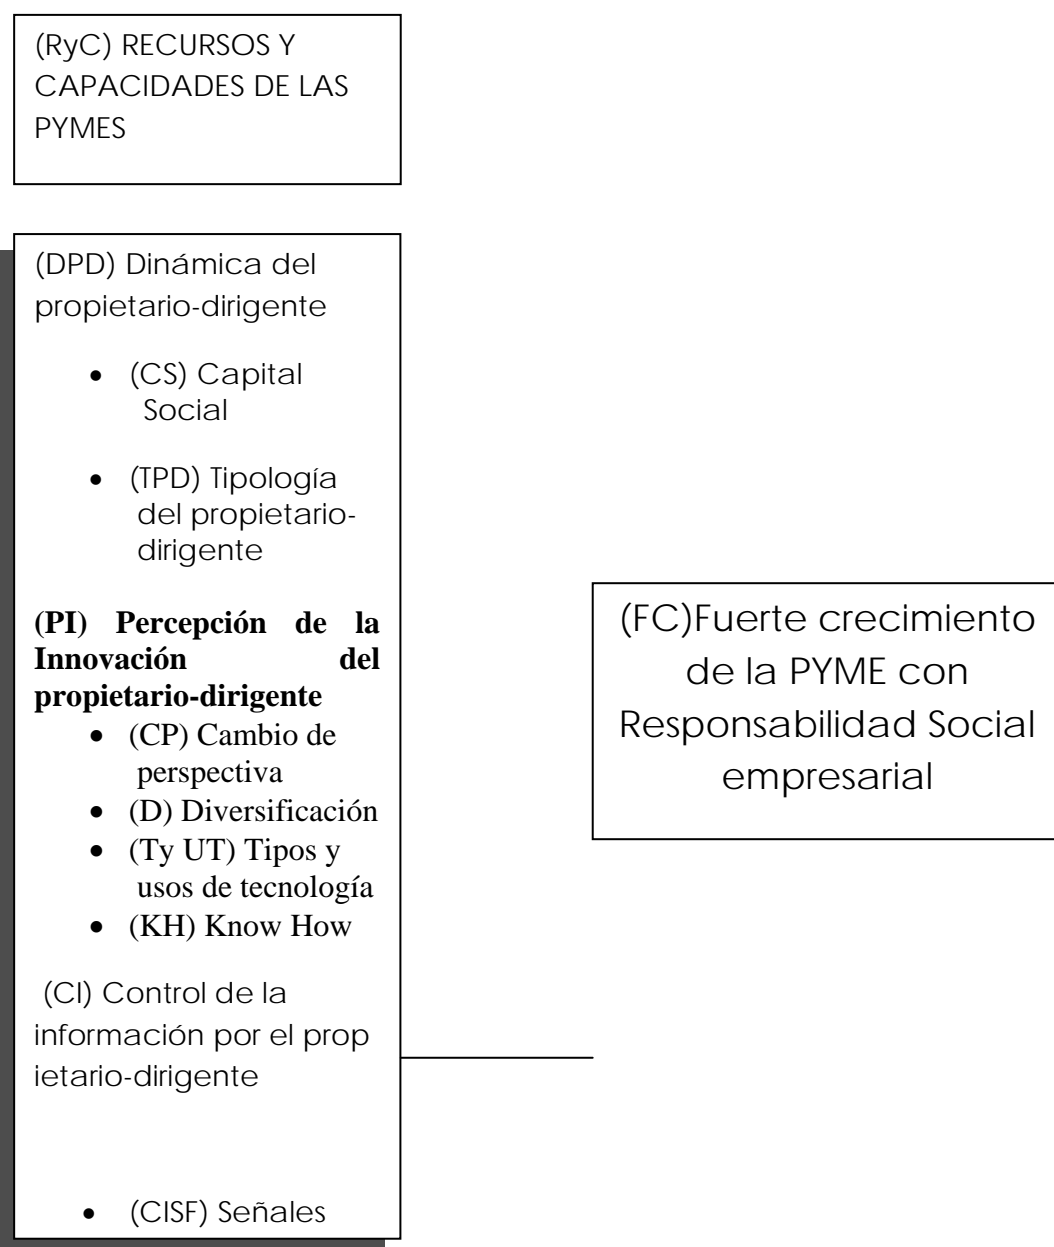 (RyC) RECURSOS Y
CAPACIDADES DE LAS
PYMES
(DPD) Dinámica del
propietario-dirigente
• (CS) Capital
Social
• (TPD) Tipología
del propietario-
dirigente
(PI) Percepción de la
Innovación del
propietario-dirigente
• (CP) Cambio de
perspectiva
• (D) Diversificación
• (Ty UT) Tipos y
usos de tecnología
• (KH) Know How
(CI) Control de la
información por el prop
ietario-dirigente
• (CISF) Señales
(FC)Fuerte crecimiento
de la PYME con
Responsabilidad Social
empresarial